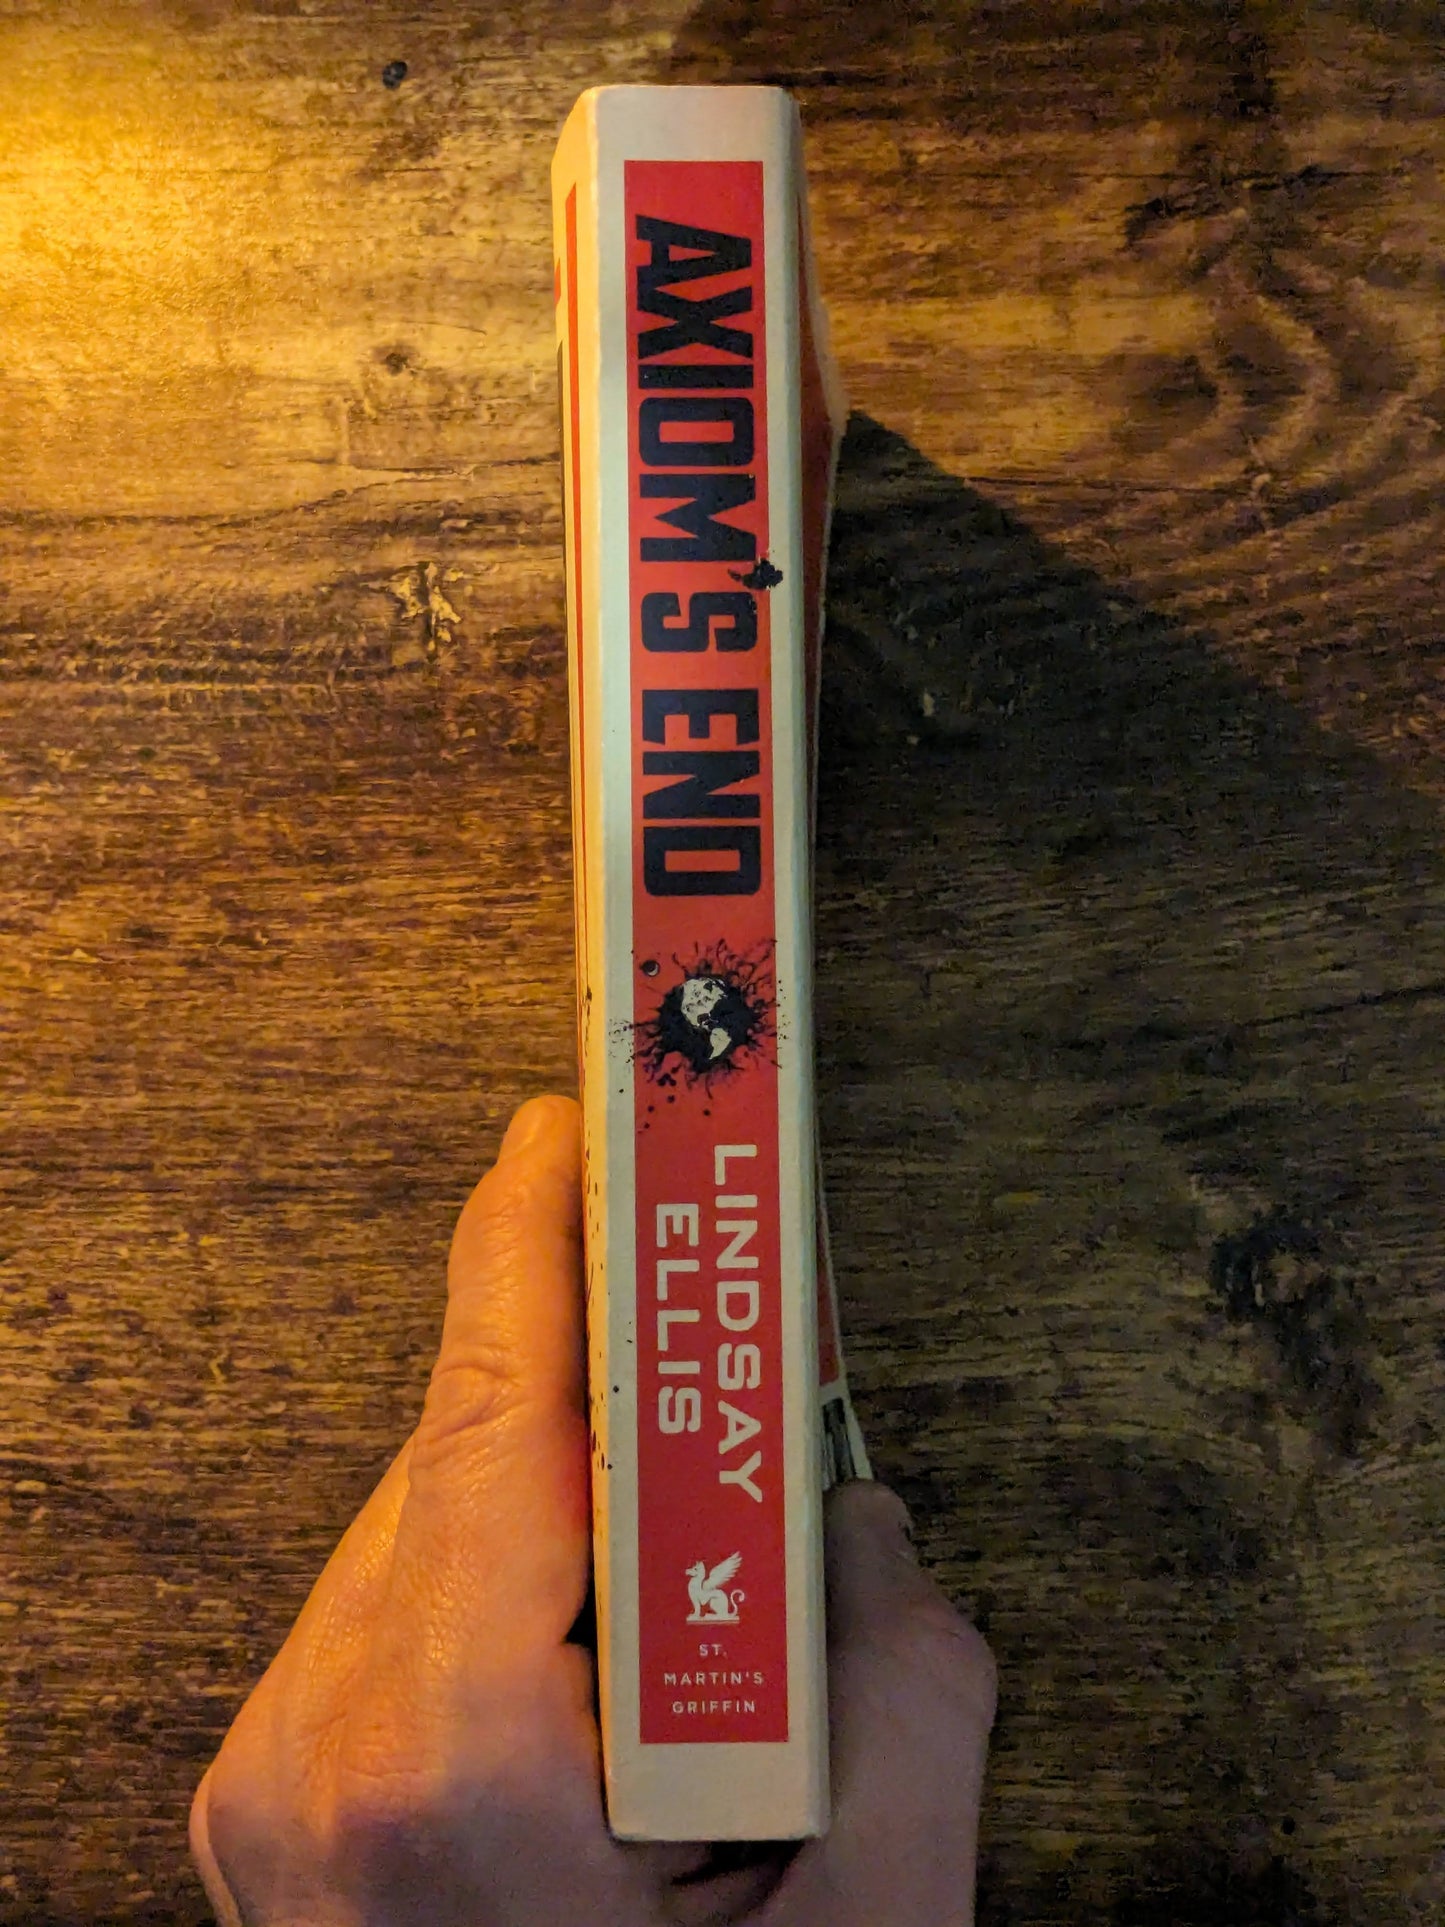 AXIOM'S END
LINDSAY
ELLIS
ST.
MARTIN'S
GRIFFIN